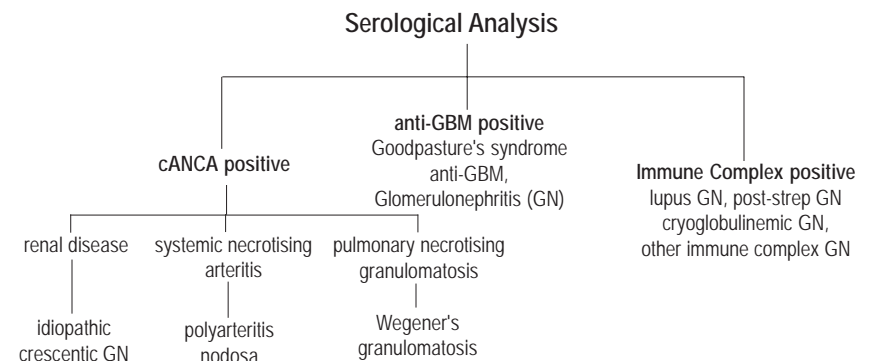 Serological Analysis
cANCA positive
renal disease
idiopathic
crescentic GN
systemic necrotising
arteritis
polyarteritis
nodosa
pulmonary necrotising
granulomatosis
Wegener's
granulomatosis
anti-GBM positive
Goodpasture's syndrome
anti-GBM,
Glomerulonephritis (GN)
Immune Complex positive
lupus GN, post-strep GN
cryoglobulinemic GN,
other immune complex GN